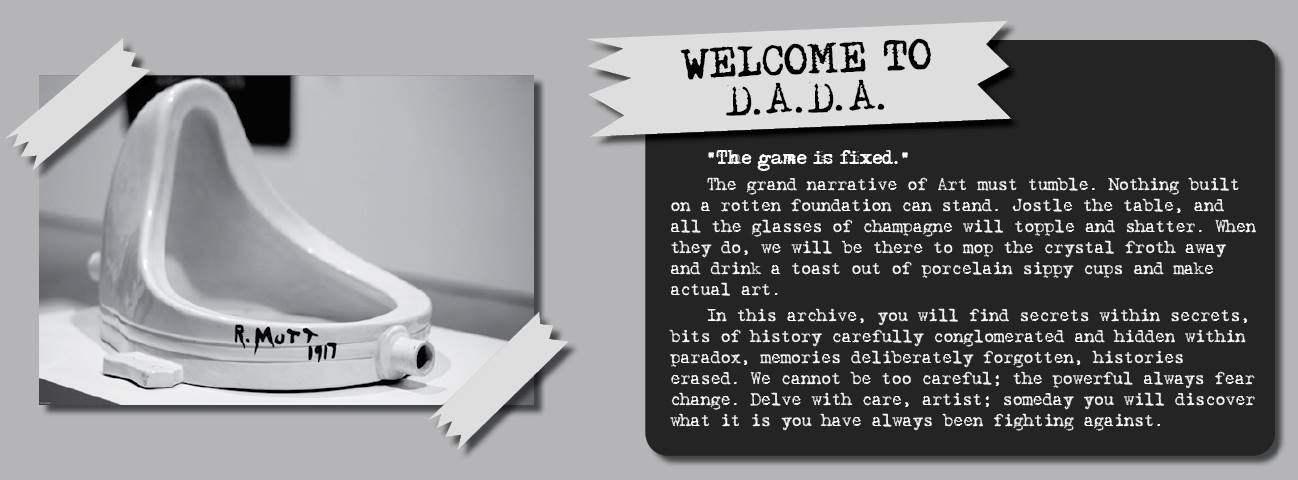 R.MUTT
1917
WELCOME TO
D.A.D.A.
"The game is fixed."
The grand narrative of Art must tumble. Nothing built
on a rotten foundation can stand. Jostle the table, and
all the glasses of champagne will topple and shatter. When
they do, we will be there to mop the crystal froth away
and drink a toast out of porcelain sippy cups and make
actual art.
In this archive, you will find secrets within secrets,
bits of history carefully conglomerated and hidden within
paradox, memories deliberately forgotten, histories
erased. We cannot be too careful; the powerful always fear
change. Delve with care, artist; someday you will discover
what it is you have always been fighting against.